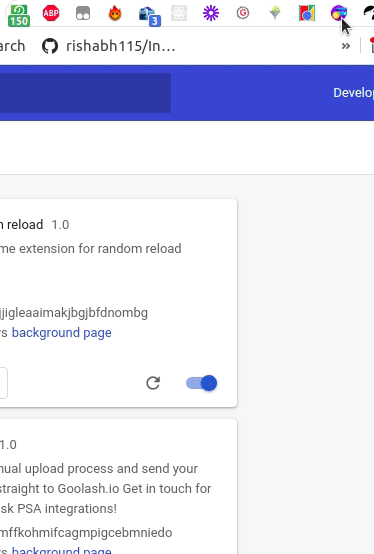 150
ABP
3
G
arch rishabh115/In…
»
Develop
n reload 1.0
me extension for random reload
jjigleaaimakjbgjbfdnombg
s background page
1.0
nual upload process and send your
straight to Goolash.io Get in touch for
sk PSA integrations!
mffkohmifcagmpigcebmniedo
s background page